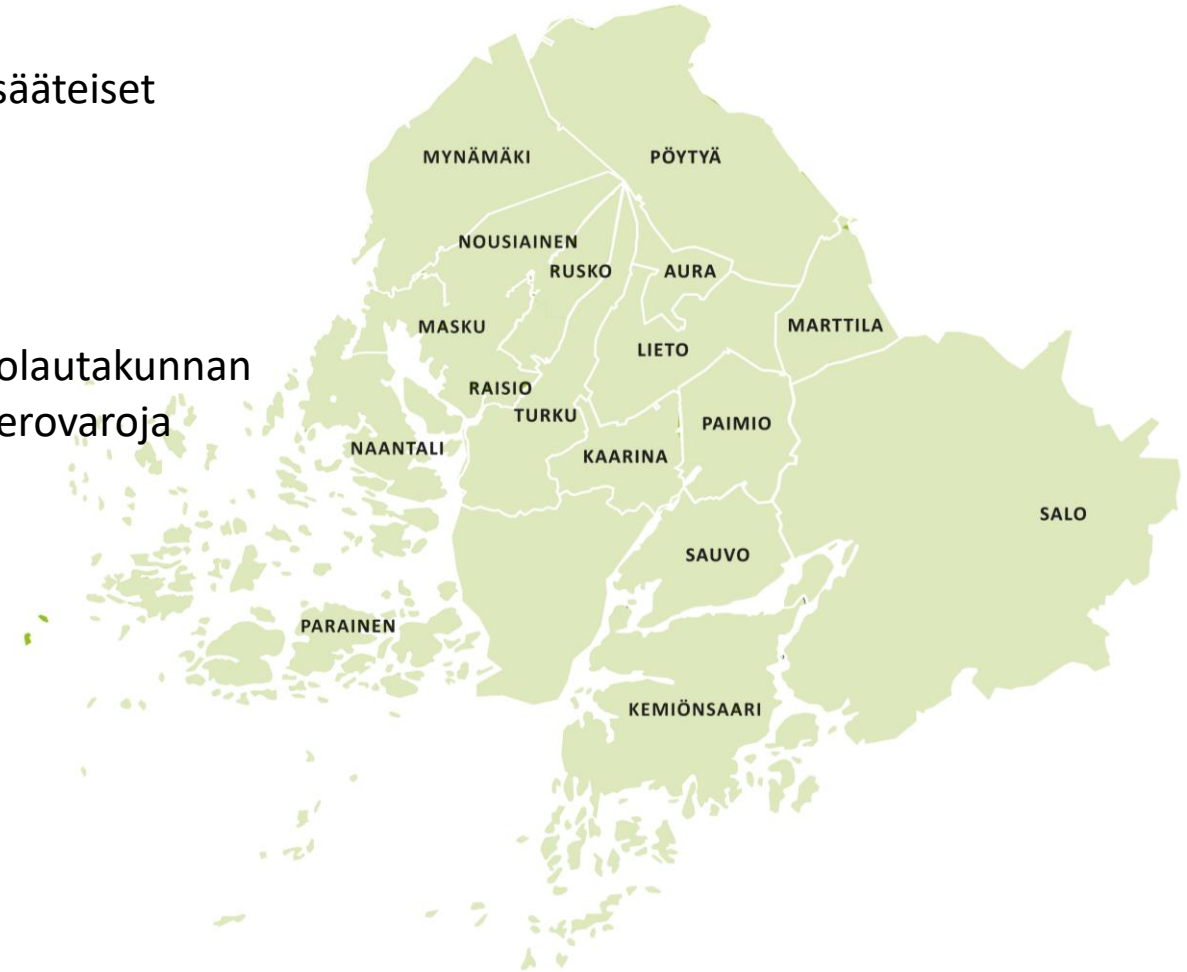 sääteiset
olautakunnan
erovaroja
MYNÄMÄKI
PÖYTYÄ
NOUSIAINEN
RUSKO
AURA
MASKU
MARTTILA
LIETO
RAISIO
TURKU
PAIMIO
NAANTALI
KAARINA
SALO
SAUVO
PARAINEN
KEMIÖNSAARI